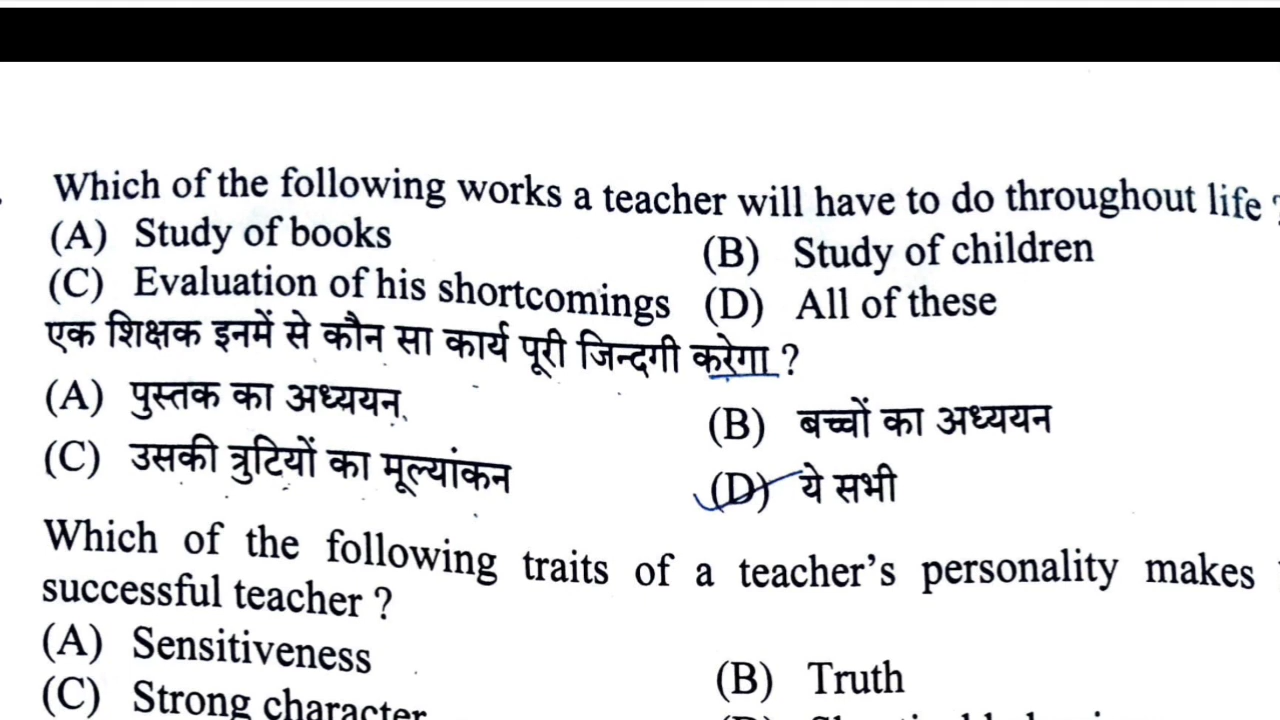 Which of the following works a teacher will have to do throughout life ?
(A) Study of books (B) Study of children
(C) Evaluation of his shortcomings (D) All of these
एक शिक्षक इनमें से कौन सा कार्य पूरी जिन्दगी करेगा ?
(A) पुस्तक का अध्ययन (B) बच्चों का अध्ययन
(C) उसकी त्रुटियों का मूल्यांकन (D) ये सभी
Which of the following traits of a teacher's personality makes
successful teacher ?
(A) Sensitiveness (B) Truth
(C) Strong character